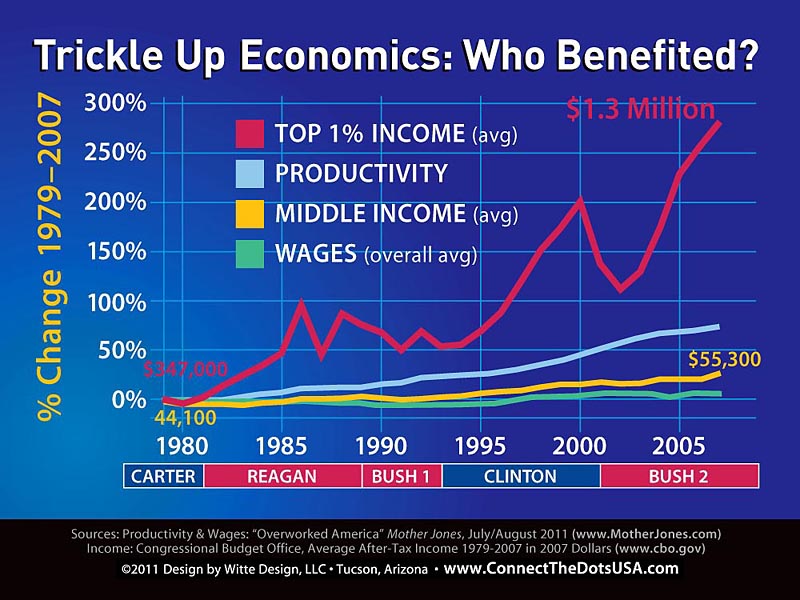 Trickle Up Economics: Who Benefited?
% Change 1979–2007
300%
250%
200%
150%
100%
50%
0%
$1.3 Million
TOP 1% INCOME (avg)
PRODUCTIVITY
MIDDLE INCOME (avg)
WAGES (overall avg)
$347,000
44,100
$55,300
1980 1985 1990 1995 2000 2005
CARTER REAGAN BUSH 1 CLINTON BUSH 2
Sources: Productivity & Wages: “Overworked America” Mother Jones, July/August 2011 (www.MotherJones.com)
Income: Congressional Budget Office, Average After-Tax Income 1979-2007 in 2007 Dollars (www.cbo.gov)
©2011 Design by Witte Design, LLC • Tucson, Arizona • www.ConnectTheDotsUSA.com